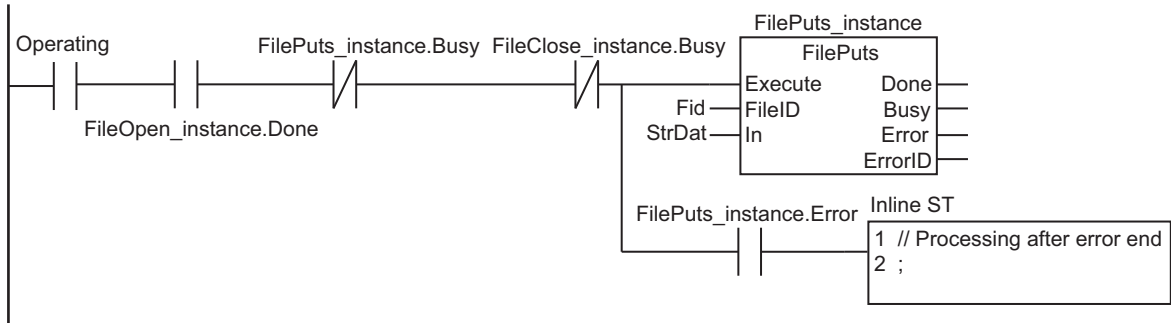 FilePuts_instance
Operating
FilePuts_instance.Busy FileClose_instance.Busy
FilePuts
Execute Done
FileOpen_instance.Done
Fid FileID Busy
StrDat In Error
ErrorID
FilePuts_instance.Error
Inline ST
1 // Processing after error end
2 ;